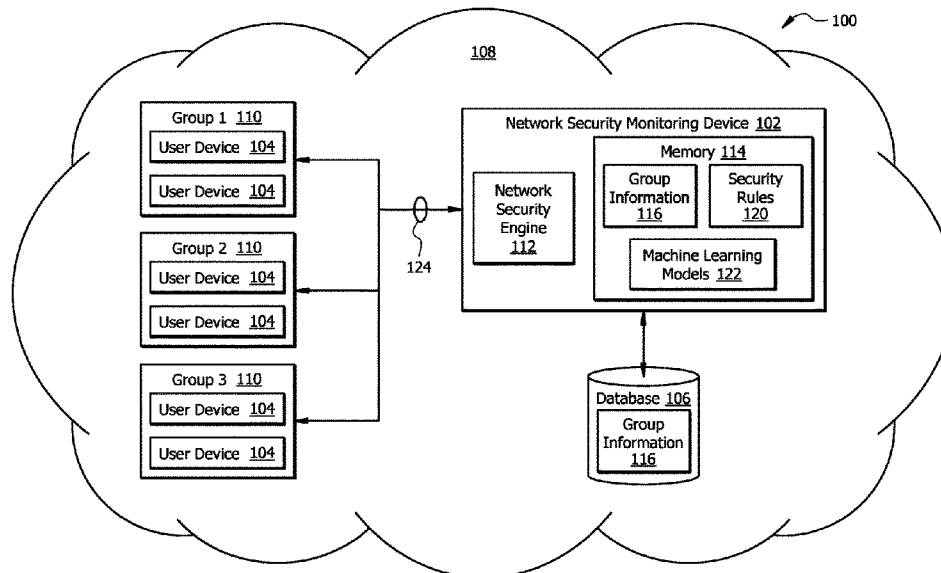 100
108
Group 1 110
User Device 104
User Device 104
Group 2 110
User Device 104
User Device 104
Group 3 110
User Device 104
User Device 104
124
Network Security Monitoring Device 102
Network
Security
Engine
112
Memory 114
Group
Information
116
Security
Rules
120
Machine Learning
Models 122
Database 106
Group
Information
116